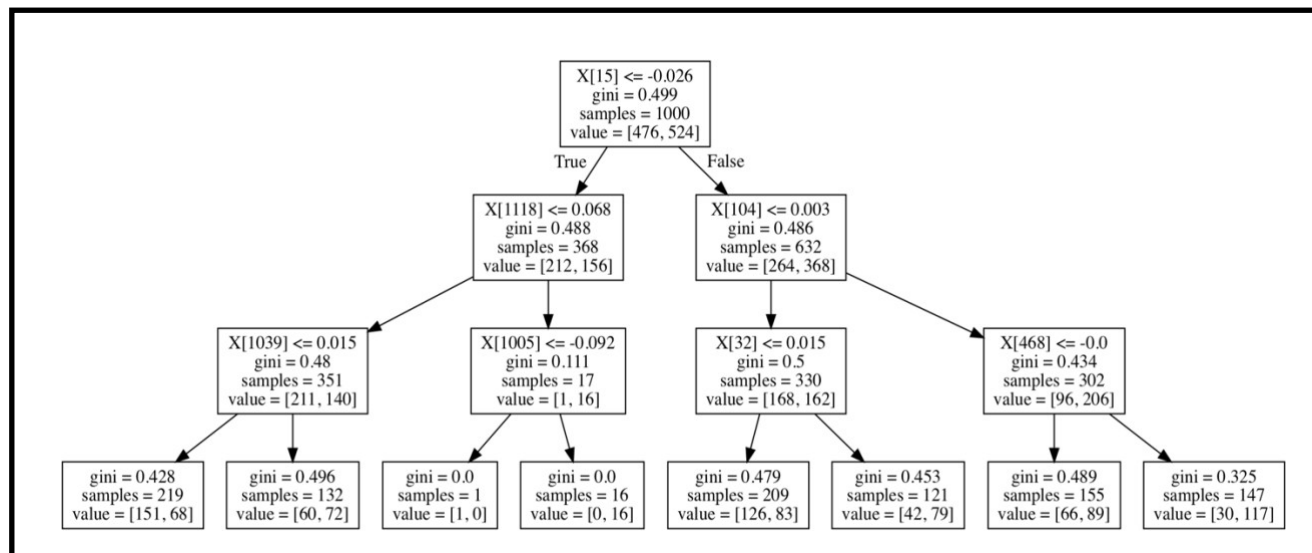 X[15] <= -0.026
gini = 0.499
samples = 1000
value = [476, 524]
True
False
X[1118] <= 0.068
gini = 0.488
samples = 368
value = [212, 156]
X[104] <= 0.003
gini = 0.486
samples = 632
value = [264, 368]
X[1039] <= 0.015
gini = 0.48
samples = 351
value = [211, 140]
X[1005] <= -0.092
gini = 0.111
samples = 17
value = [1, 16]
X[32] <= 0.015
gini = 0.5
samples = 330
value = [168, 162]
X[468] <= -0.0
gini = 0.434
samples = 302
value = [96, 206]
gini = 0.428
samples = 219
value = [151, 68]
gini = 0.496
samples = 132
value = [60, 72]
gini = 0.0
samples = 1
value = [1, 0]
gini = 0.0
samples = 16
value = [0, 16]
gini = 0.479
samples = 209
value = [126, 83]
gini = 0.453
samples = 121
value = [42, 79]
gini = 0.489
samples = 155
value = [66, 89]
gini = 0.325
samples = 147
value = [30, 117]